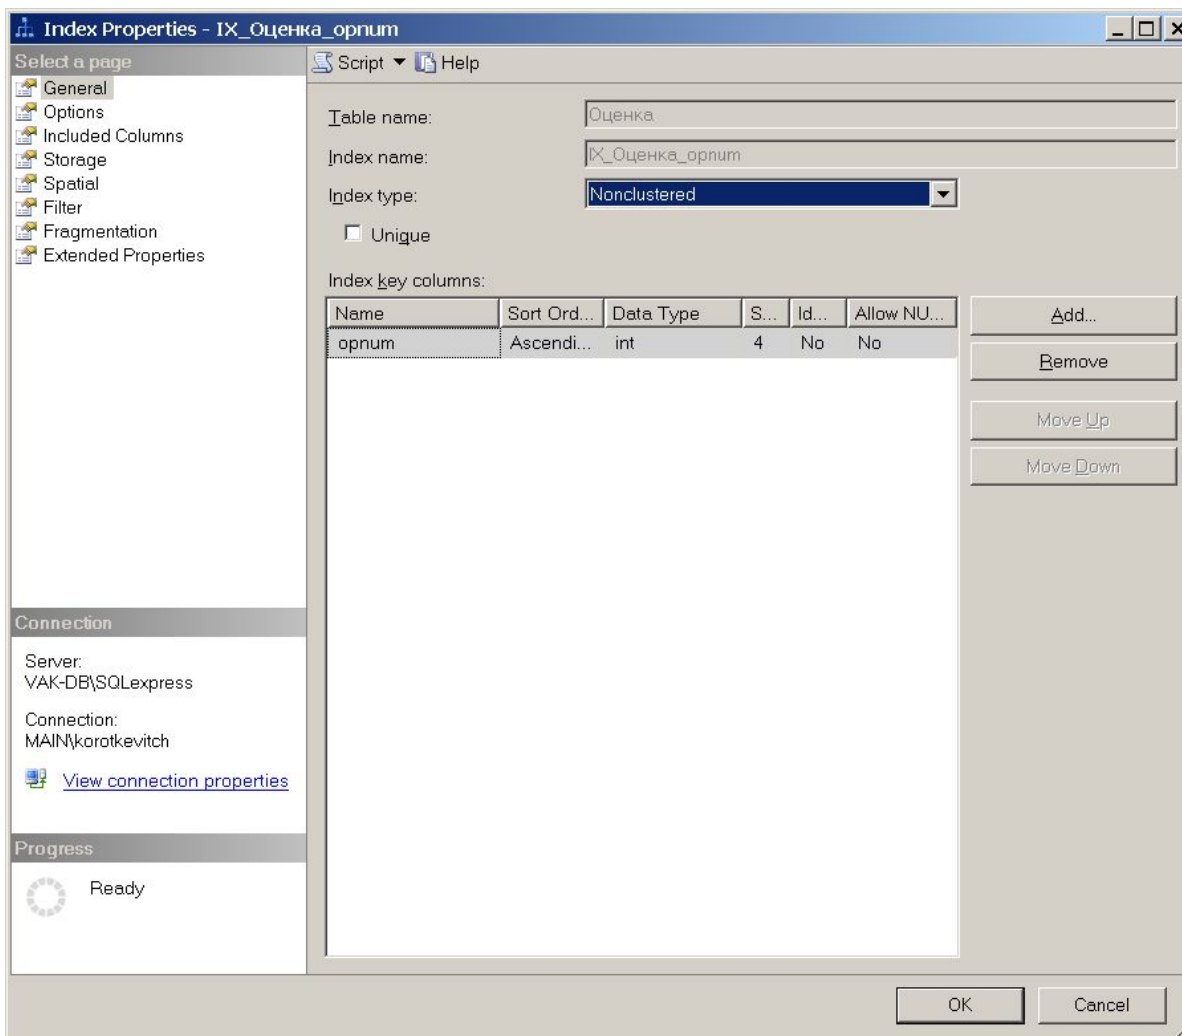 Index Properties - IX_Оценка_opnum
Select a page
General
Options
Included Columns
Storage
Spatial
Filter
Fragmentation
Extended Properties
Connection
Server:
VAK-DB\SQLexpress
Connection:
MAIN\korotkevitch
View connection properties
Progress
Ready
Script Help
Table name: Оценка
Index name: IX_Оценка_opnum
Index type: Nonclustered
Unique
Index key columns:
Name Sort Ord... Data Type S... Id... Allow NU...
opnum Ascendi... int 4 No No
Add...
Remove
Move Up
Move Down
OK Cancel